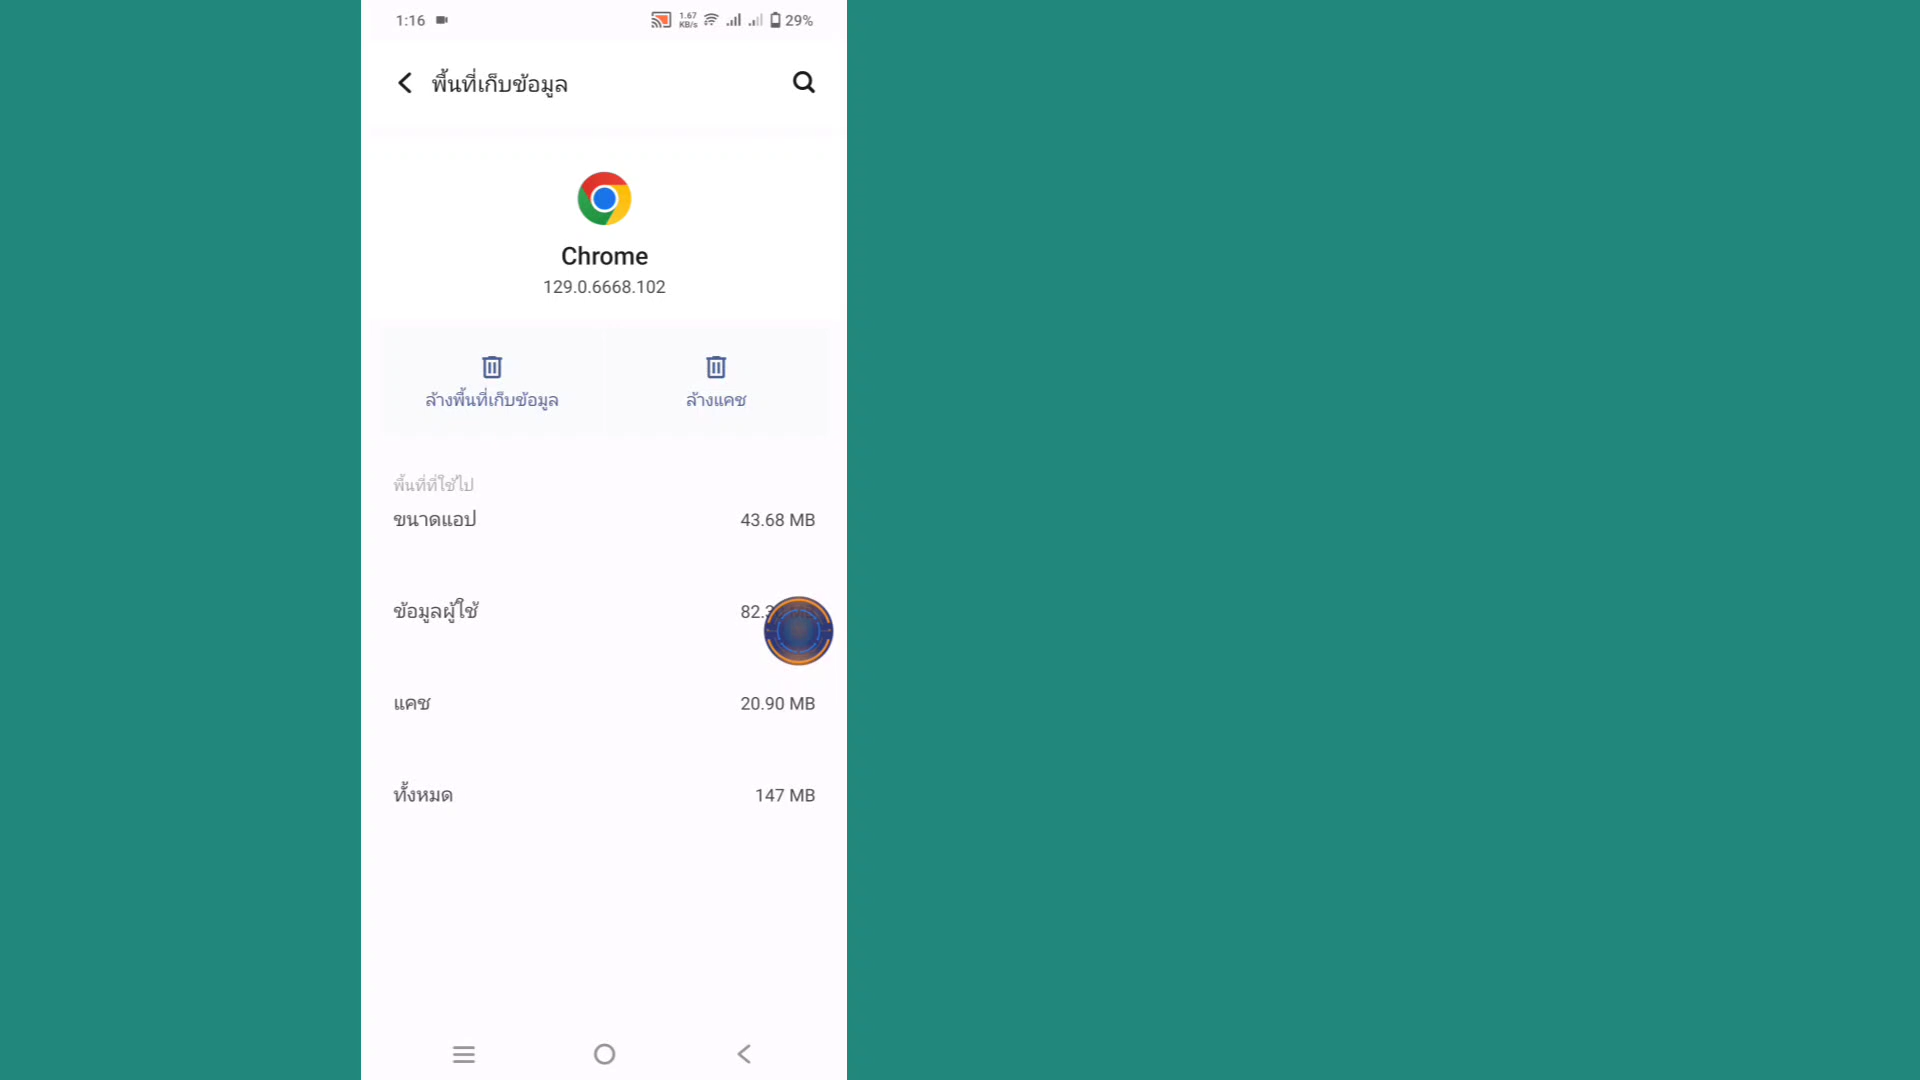 1:16
1.67
KB/s
29%
พื้นที่เก็บข้อมูล
Chrome
129.0.6668.102
ล้างพื้นที่เก็บข้อมูล
ล้างแคช
พื้นที่ที่ใช้ไป
ขนาดแอป 43.68 MB
ข้อมูลผู้ใช้
แคช 20.90 MB
ทั้งหมด 147 MB